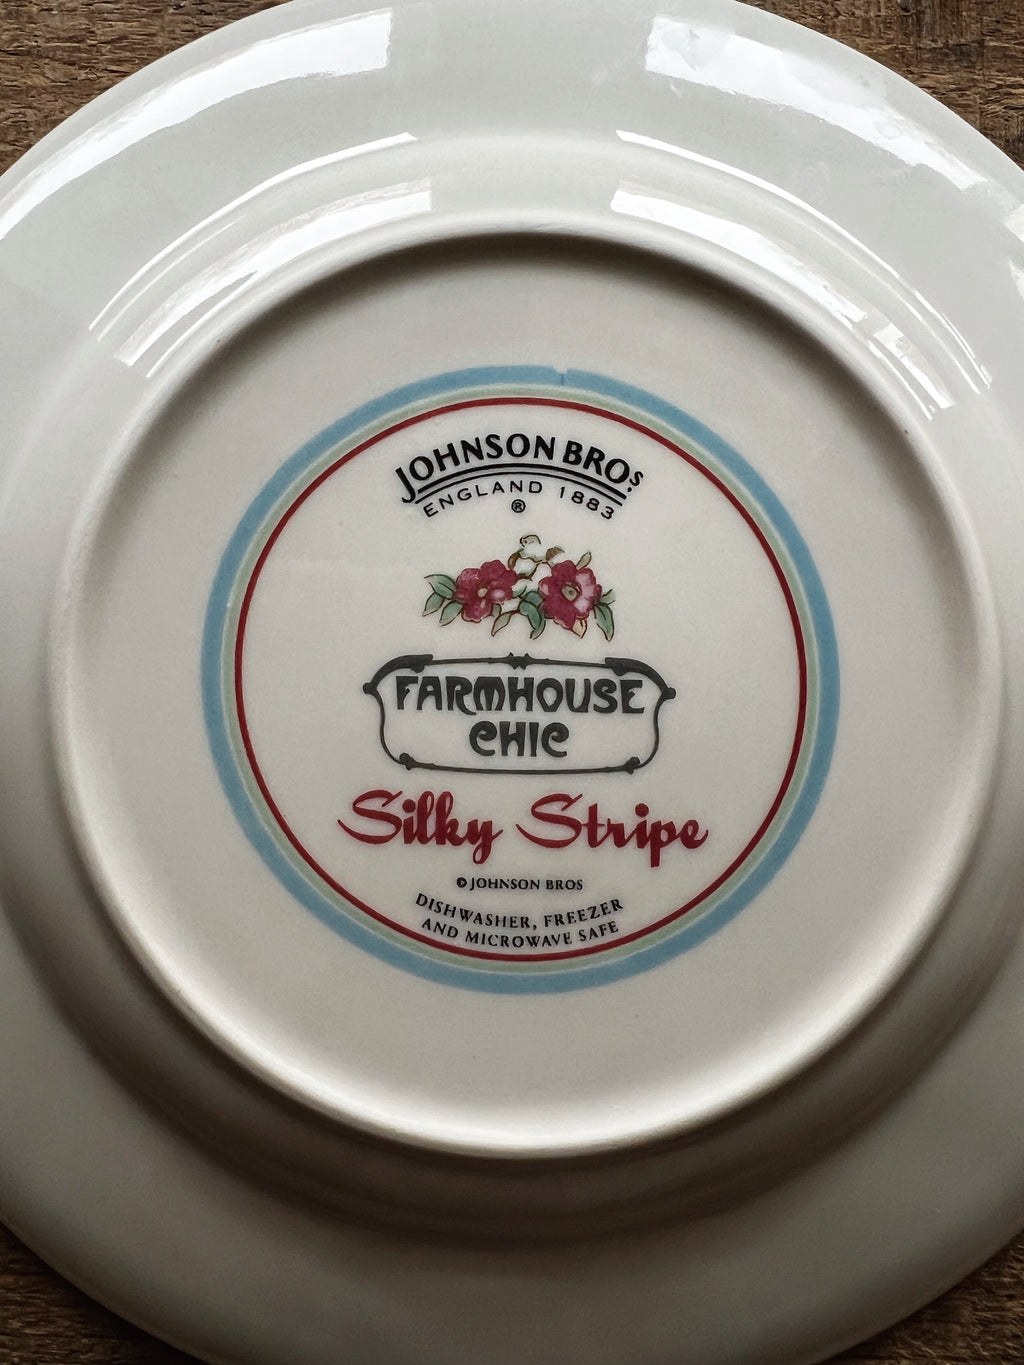 JOHNSON BROS
ENGLAND 1883
®
FARMHOUSE
CHIC
Silky Stripe
© JOHNSON BROS
DISHWASHER, FREEZER
AND MICROWAVE SAFE